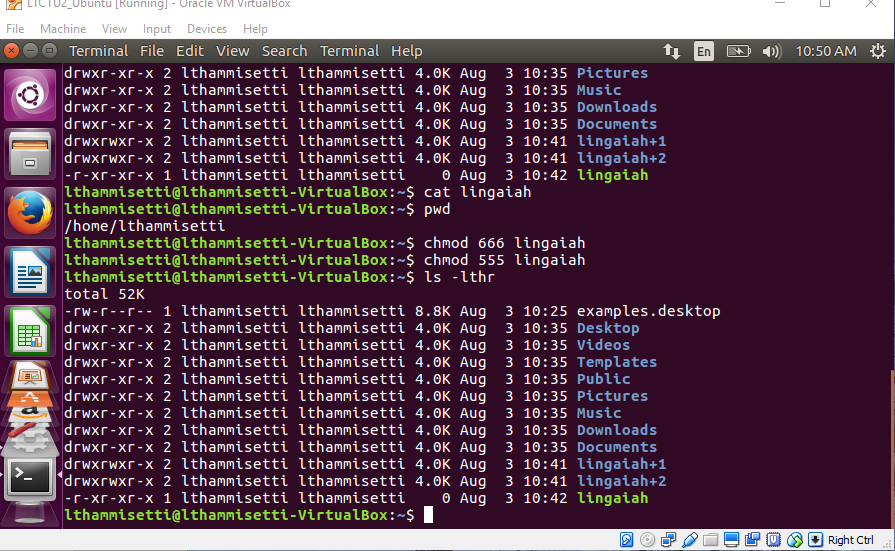 LTCT02_Ubuntu [Running] - Oracle VM VirtualBox
File Machine View Input Devices Help
Terminal File Edit View Search Terminal Help En 10:50 AM
drwxr-xr-x 2 lthammisetti lthammisetti 4.0K Aug  3 10:35 Pictures
drwxr-xr-x 2 lthammisetti lthammisetti 4.0K Aug  3 10:35 Music
drwxr-xr-x 2 lthammisetti lthammisetti 4.0K Aug  3 10:35 Downloads
drwxr-xr-x 2 lthammisetti lthammisetti 4.0K Aug  3 10:35 Documents
drwxrwxr-x 2 lthammisetti lthammisetti 4.0K Aug  3 10:41 lingaiah+1
drwxrwxr-x 2 lthammisetti lthammisetti 4.0K Aug  3 10:41 lingaiah+2
-r-xr-xr-x 1 lthammisetti lthammisetti    0 Aug  3 10:42 lingaiah
lthammisetti@lthammisetti-VirtualBox:~$ cat lingaiah
lthammisetti@lthammisetti-VirtualBox:~$ pwd
/home/lthammisetti
lthammisetti@lthammisetti-VirtualBox:~$ chmod 666 lingaiah
lthammisetti@lthammisetti-VirtualBox:~$ chmod 555 lingaiah
lthammisetti@lthammisetti-VirtualBox:~$ ls -lthr
total 52K
-rw-r--r-- 1 lthammisetti lthammisetti 8.8K Aug  3 10:25 examples.desktop
drwxr-xr-x 2 lthammisetti lthammisetti 4.0K Aug  3 10:35 Desktop
drwxr-xr-x 2 lthammisetti lthammisetti 4.0K Aug  3 10:35 Videos
drwxr-xr-x 2 lthammisetti lthammisetti 4.0K Aug  3 10:35 Templates
drwxr-xr-x 2 lthammisetti lthammisetti 4.0K Aug  3 10:35 Public
drwxr-xr-x 2 lthammisetti lthammisetti 4.0K Aug  3 10:35 Pictures
drwxr-xr-x 2 lthammisetti lthammisetti 4.0K Aug  3 10:35 Music
drwxr-xr-x 2 lthammisetti lthammisetti 4.0K Aug  3 10:35 Downloads
drwxr-xr-x 2 lthammisetti lthammisetti 4.0K Aug  3 10:35 Documents
drwxrwxr-x 2 lthammisetti lthammisetti 4.0K Aug  3 10:41 lingaiah+1
drwxrwxr-x 2 lthammisetti lthammisetti 4.0K Aug  3 10:41 lingaiah+2
-r-xr-xr-x 1 lthammisetti lthammisetti    0 Aug  3 10:42 lingaiah
lthammisetti@lthammisetti-VirtualBox:~$
Right Ctrl